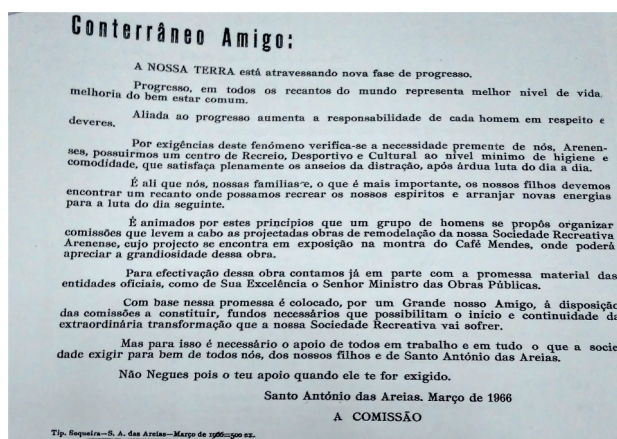 Conterrâneo Amigo:
A NOSSA TERRA está atravessando nova fase de progresso.
Progresso, em todos os recantos do mundo representa melhor nivel de vida,
melhoria do bem estar comum.
Aliada ao progresso aumenta a responsabilidade de cada homem em respeito e
deveres.
Por exigências deste fenómeno verifica-se a necessidade premente de nós, Arenen-
ses, possuirmos um centro de Recreio, Desportivo e Cultural ao nível minimo de higiene e
comodidade, que satisfaça plenamente os anseios da distração, após árdua luta do dia a dia.
É ali que nós, nossas familias e, o que é mais importante, os nossos filhos devemos
encontrar um recanto onde possamos recrear os nossos espiritos e arranjar novas energias
para a luta do dia seguinte.
É animados por estes principios que um grupo de homens se propôs organizar
comissões que levem a cabo as projectadas obras de remodelação da nossa Sociedade Recreativa
Arenense, cujo projecto se encontra em exposição na montra do Café Mendes, onde poderá
apreciar a grandiosidade dessa obra.
Para efectivação dessa obra contamos já em parte com a promessa material das
entidades oficiais, como de Sua Excelência o Senhor Ministro das Obras Públicas.
Com base nessa promessa é colocado, por um Grande nosso Amigo, à disposição
das comissões a constituir, fundos necessários que possibilitam o inicio e continuidade da
extraordinária transformação que a nossa Sociedade Recreativa vai sofrer.
Mas para isso é necessário o apoio de todos em trabalho e em tudo o que a socie
dade exigir para bem de todos nós, dos nossos filhos e de Santo António das Areias.
Não Negues pois o teu apoio quando ele te for exigido.
Santo António das Areias. Março de 1966
A COMISSÃO
Tip. Sequeira—S. A. das Areias—Março de 1966—500 ex.